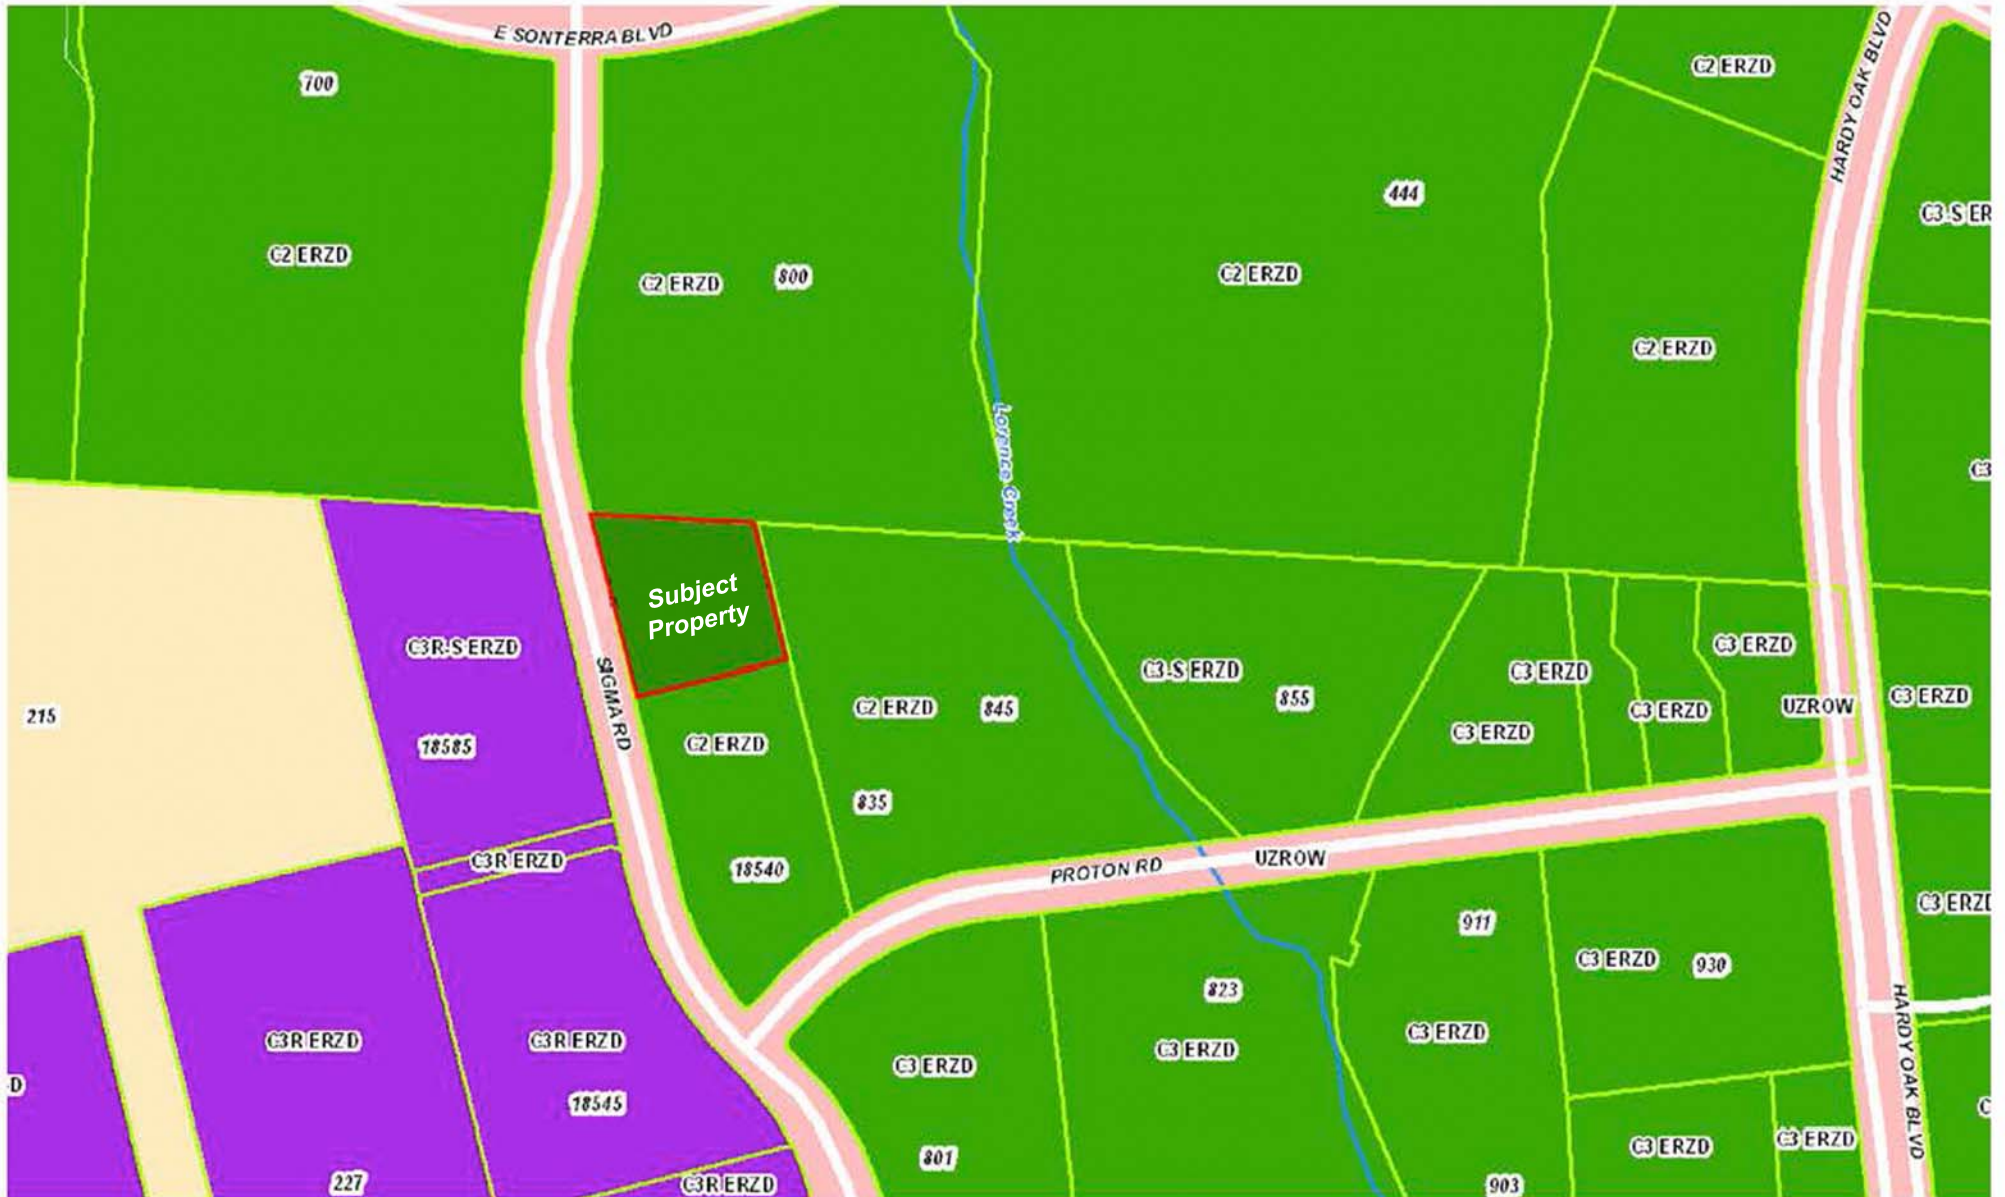 E SONTERRA BLVD
HARDY OAK BLVD
C2 ERZD
700
444
C3-S ER
C2 ERZD
C2 ERZD
800
C2 ERZD
C2 ERZD
Lorence Creek
C3
Subject
Property
C3R-S ERZD
C3-S ERZD
855
C3 ERZD
C3 ERZD
SIGMA RD
215
C2 ERZD
845
C3 ERZD
UZROW
C3 ERZD
18585
C2 ERZD
C3 ERZD
835
C3R ERZD
18540
PROTON RD
UZROW
C3 ERZD
911
C3 ERZD
930
823
C3R ERZD
C3R ERZD
C3 ERZD
C3 ERZD
C3 ERZD
HARDY OAK BLVD
D
18545
C
801
C3 ERZD
C3 ERZD
227
C3R ERZD
903